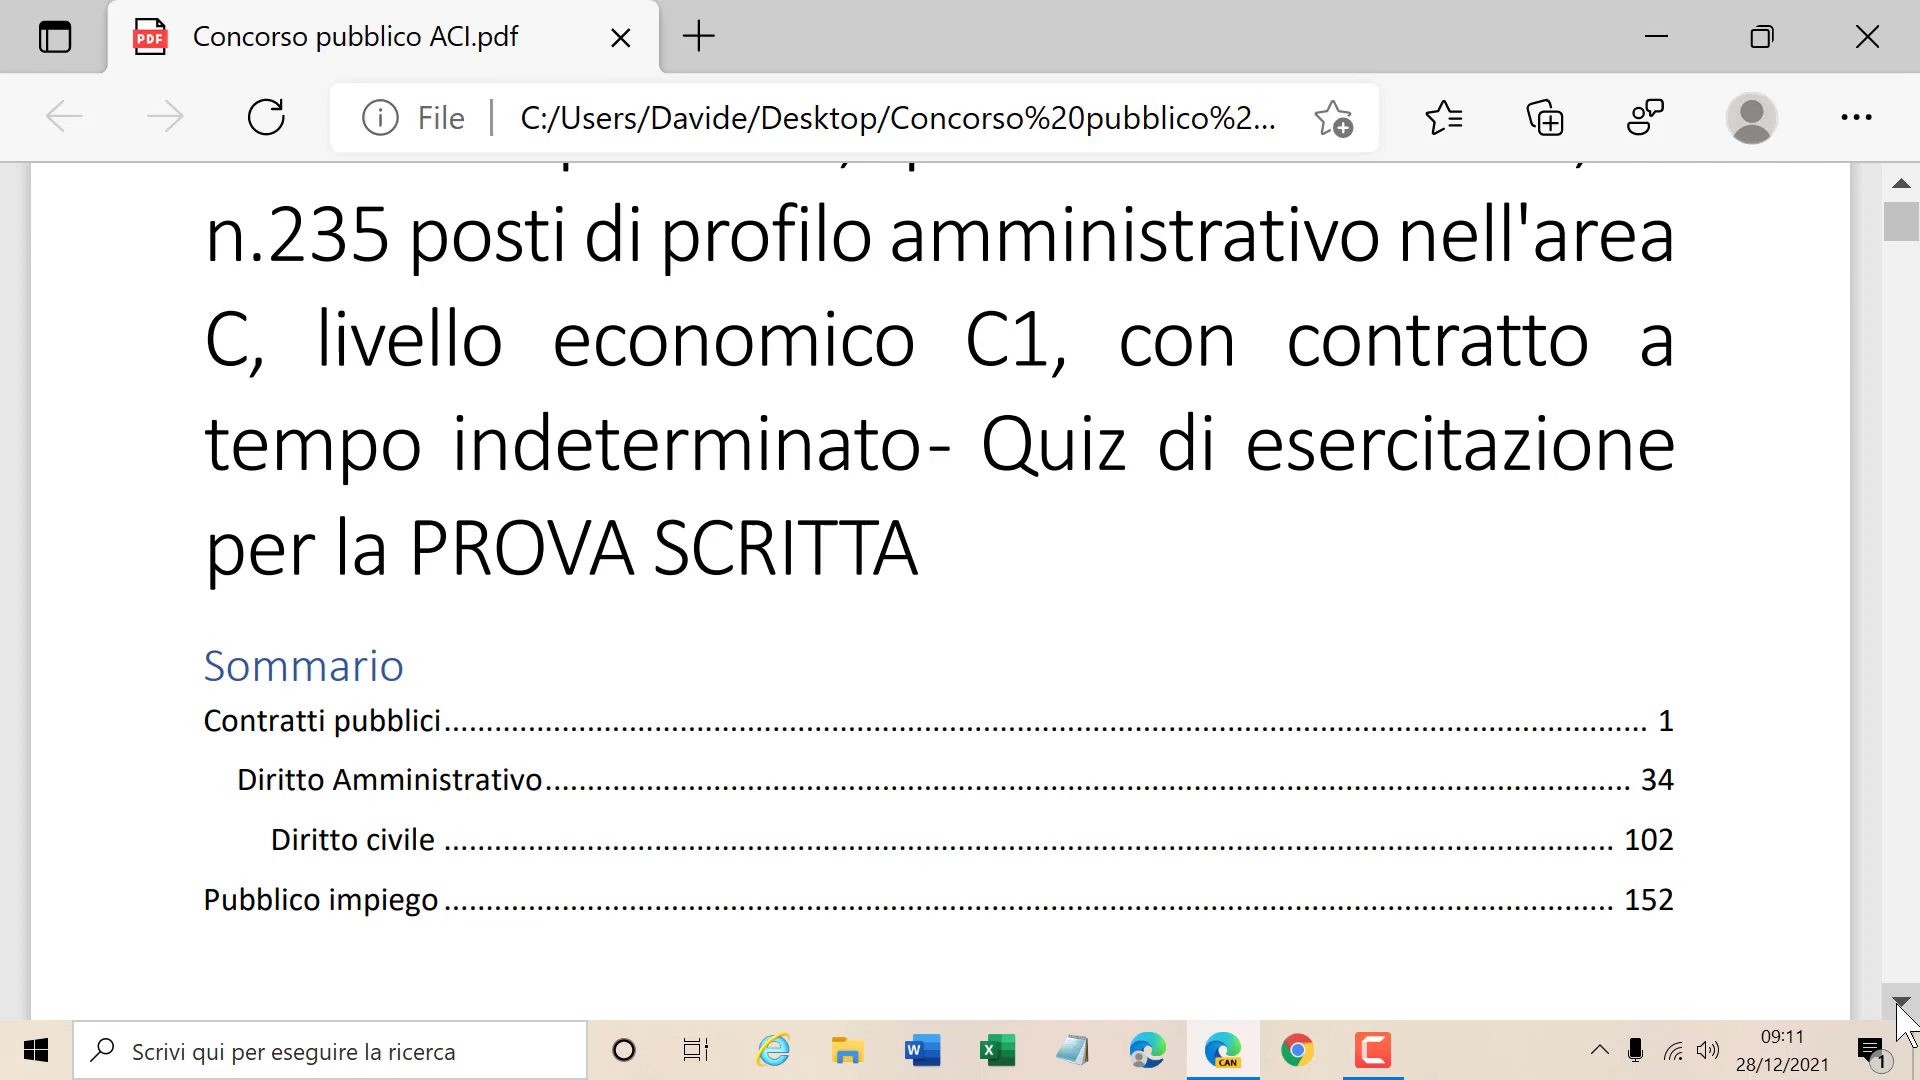 Concorso pubblico ACI.pdf
File
C:/Users/Davide/Desktop/Concorso%20pubblico%2...
n.235 posti di profilo amministrativo nell'area
C, livello economico C1, con contratto a
tempo indeterminato- Quiz di esercitazione
per la PROVA SCRITTA
Sommario
Contratti pubblici 1
Diritto Amministrativo 34
Diritto civile 102
Pubblico impiego 152
Scrivi qui per eseguire la ricerca
09:11
28/12/2021
1